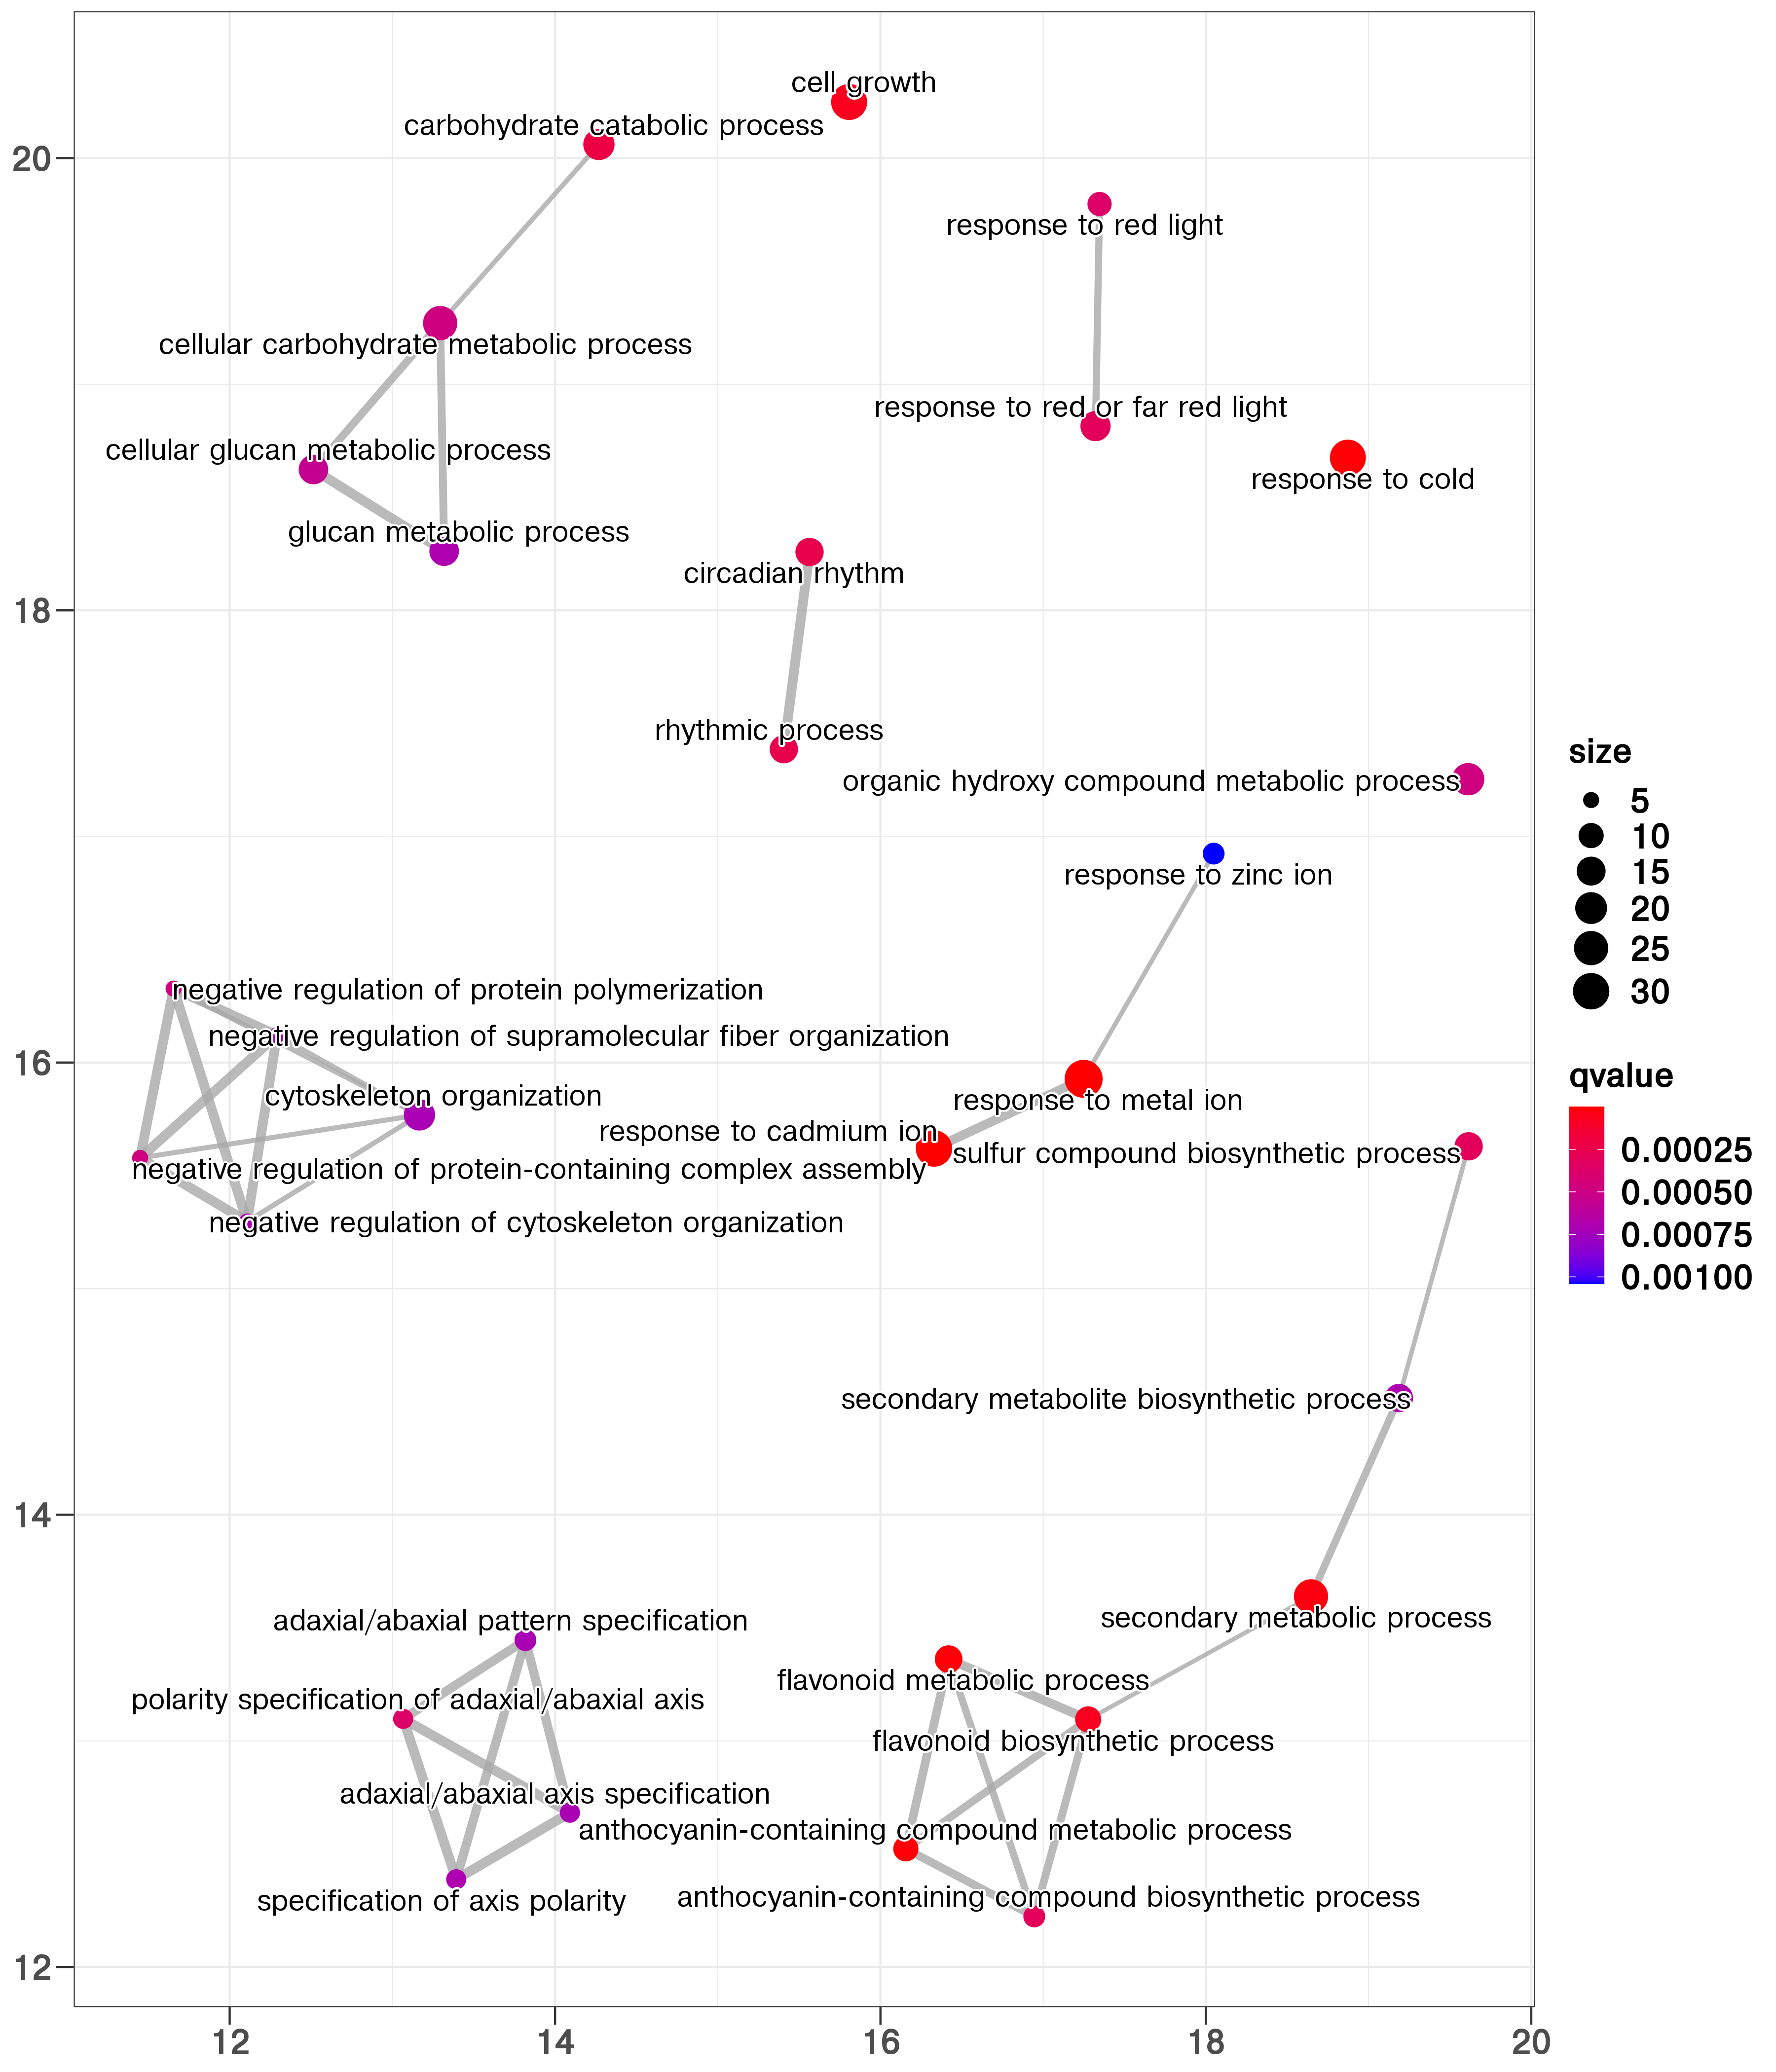 cell growth
carbohydrate catabolic process
20
response to red light
cellular carbohydrate metabolic process
response to red or far red light
cellular glucan metabolic process
response to cold
glucan metabolic process
circadian rhythm
18
rhythmic process
organic hydroxy compound metabolic process
response to zinc ion
negative regulation of protein polymerization
negative regulation of supramolecular fiber organization
16
cytoskeleton organization
response to metal ion
response to cadmium ion
sulfur compound biosynthetic process
negative regulation of protein-containing complex assembly
negative regulation of cytoskeleton organization
secondary metabolite biosynthetic process
14
secondary metabolic process
adaxial/abaxial pattern specification
flavonoid metabolic process
polarity specification of adaxial/abaxial axis
flavonoid biosynthetic process
adaxial/abaxial axis specification
anthocyanin-containing compound metabolic process
anthocyanin-containing compound biosynthetic process
specification of axis polarity
12
12 14 16 18 20
size
5
10
15
20
25
30
qvalue
0.00025
0.00050
0.00075
0.00100